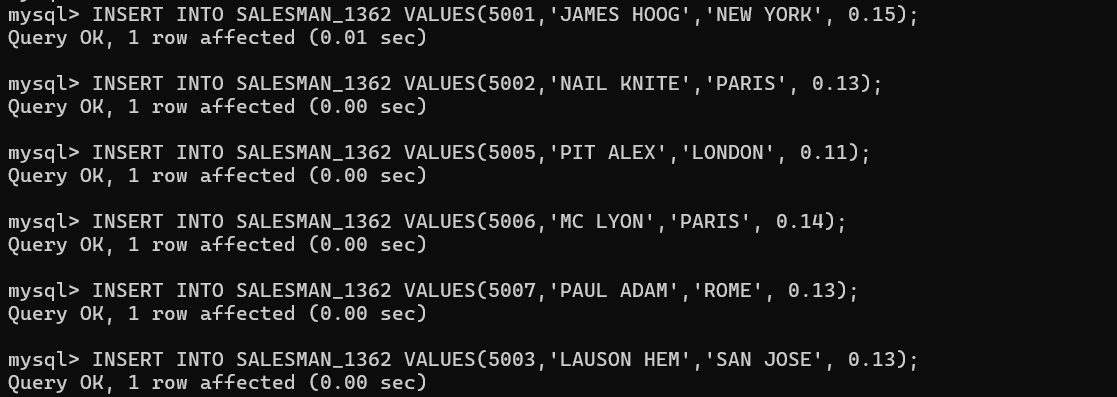 mysql> INSERT INTO SALESMAN_1362 VALUES(5001,'JAMES HOOG','NEW YORK', 0.15);
Query OK, 1 row affected (0.01 sec)
mysql> INSERT INTO SALESMAN_1362 VALUES(5002,'NAIL KNITE','PARIS', 0.13);
Query OK, 1 row affected (0.00 sec)
mysql> INSERT INTO SALESMAN_1362 VALUES(5005,'PIT ALEX','LONDON', 0.11);
Query OK, 1 row affected (0.00 sec)
mysql> INSERT INTO SALESMAN_1362 VALUES(5006,'MC LYON','PARIS', 0.14);
Query OK, 1 row affected (0.00 sec)
mysql> INSERT INTO SALESMAN_1362 VALUES(5007,'PAUL ADAM','ROME', 0.13);
Query OK, 1 row affected (0.00 sec)
mysql> INSERT INTO SALESMAN_1362 VALUES(5003,'LAUSON HEM','SAN JOSE', 0.13);
Query OK, 1 row affected (0.00 sec)